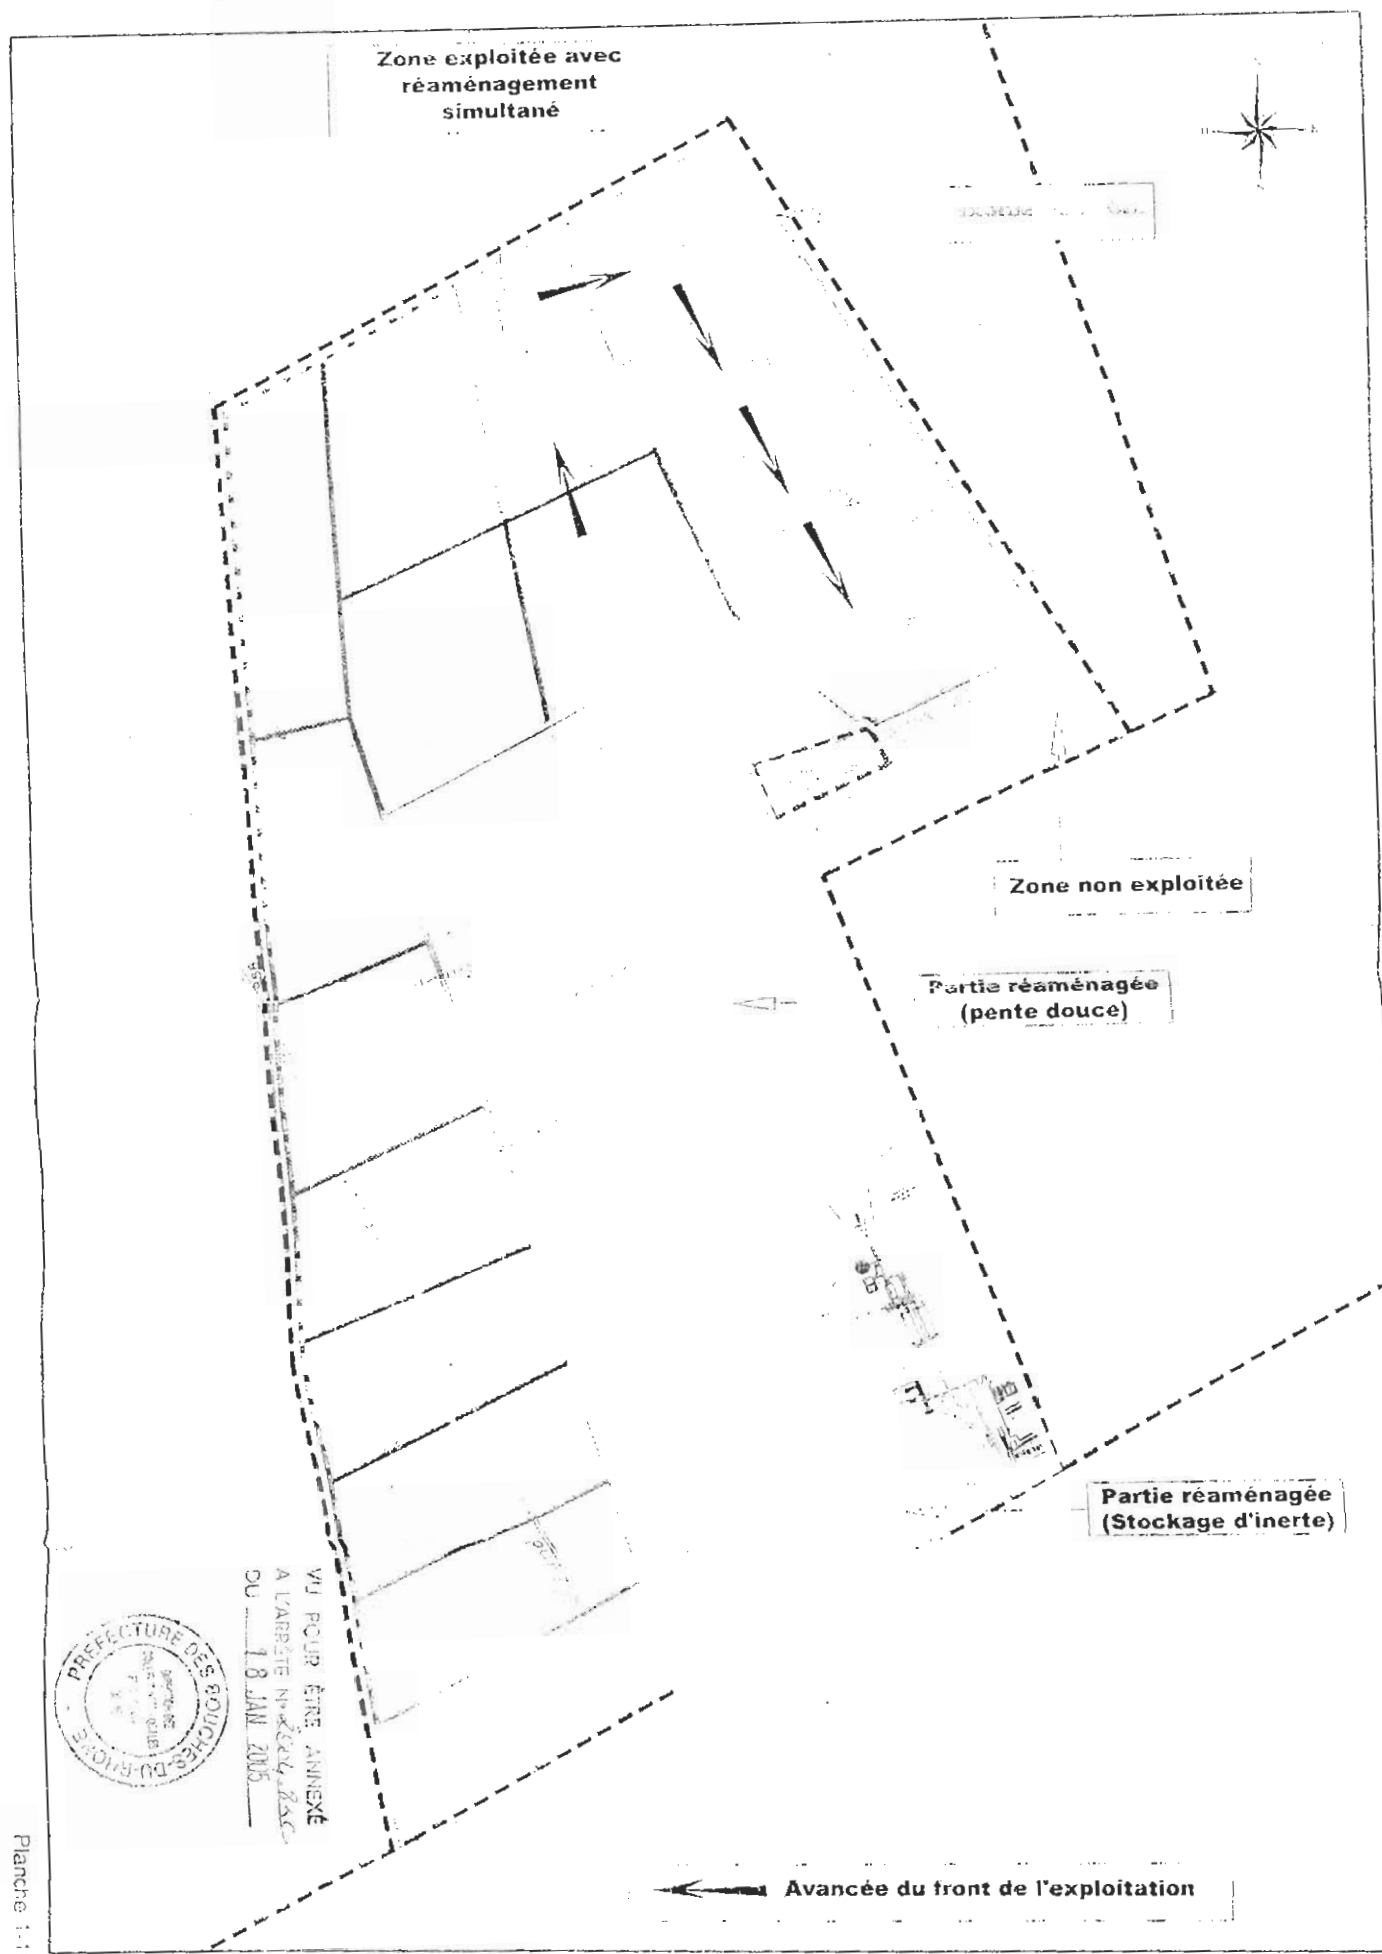 Zone exploitée avec
réaménagement
simultané
Zone non exploitée
Partie réaménagée
(pente douce)
Partie réaménagée
(Stockage d'inerte)
VU POUR ÊTRE ANNEXÉ
A L'ARRÊTE N°
DU 18 JAN 2005
PREFECTURE DES BOUCHES-DU-RHONE
Avancée du front de l'exploitation
Planche 1-1